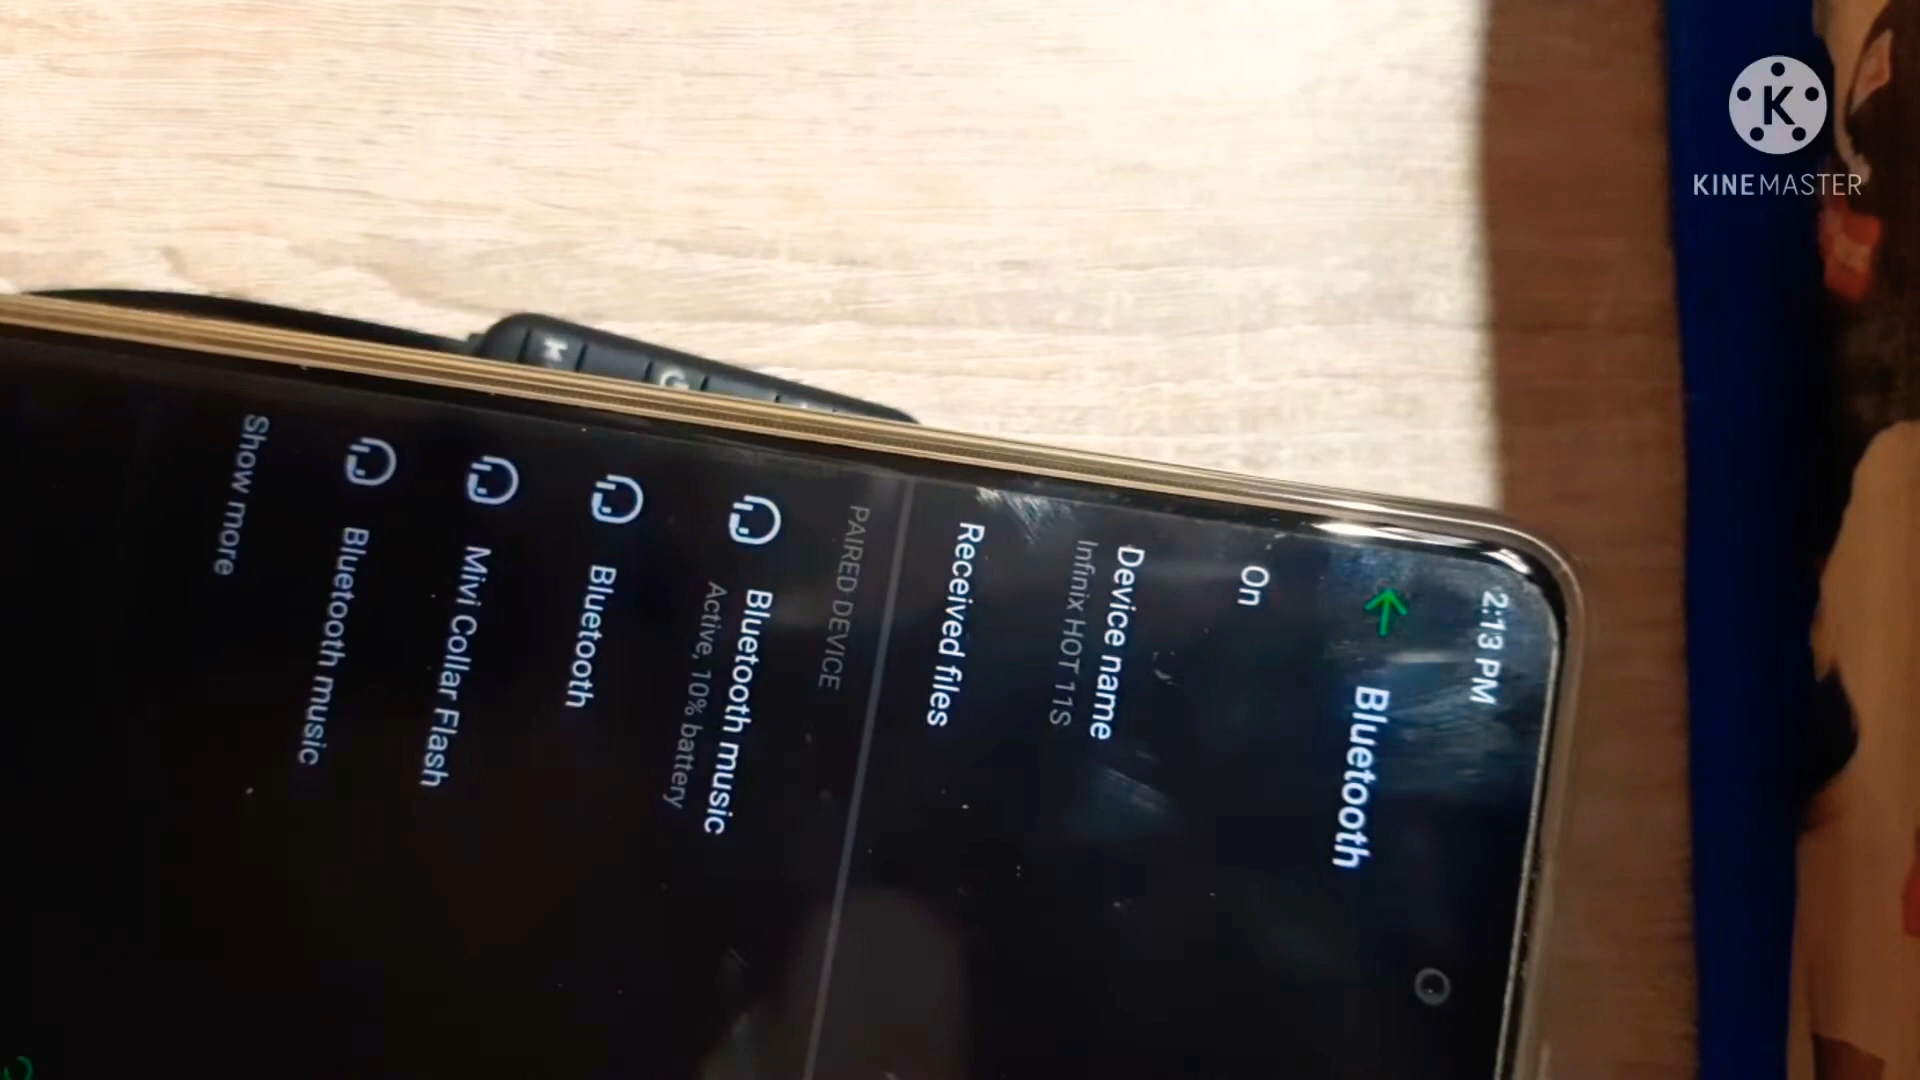 2:13 PM
Bluetooth
On
Device name
Infinix HOT 11S
Received files
PAIRED DEVICE
Bluetooth music
Active, 10% battery
Bluetooth
Mivi Collar Flash
Bluetooth music
Show more
K
KINEMASTER